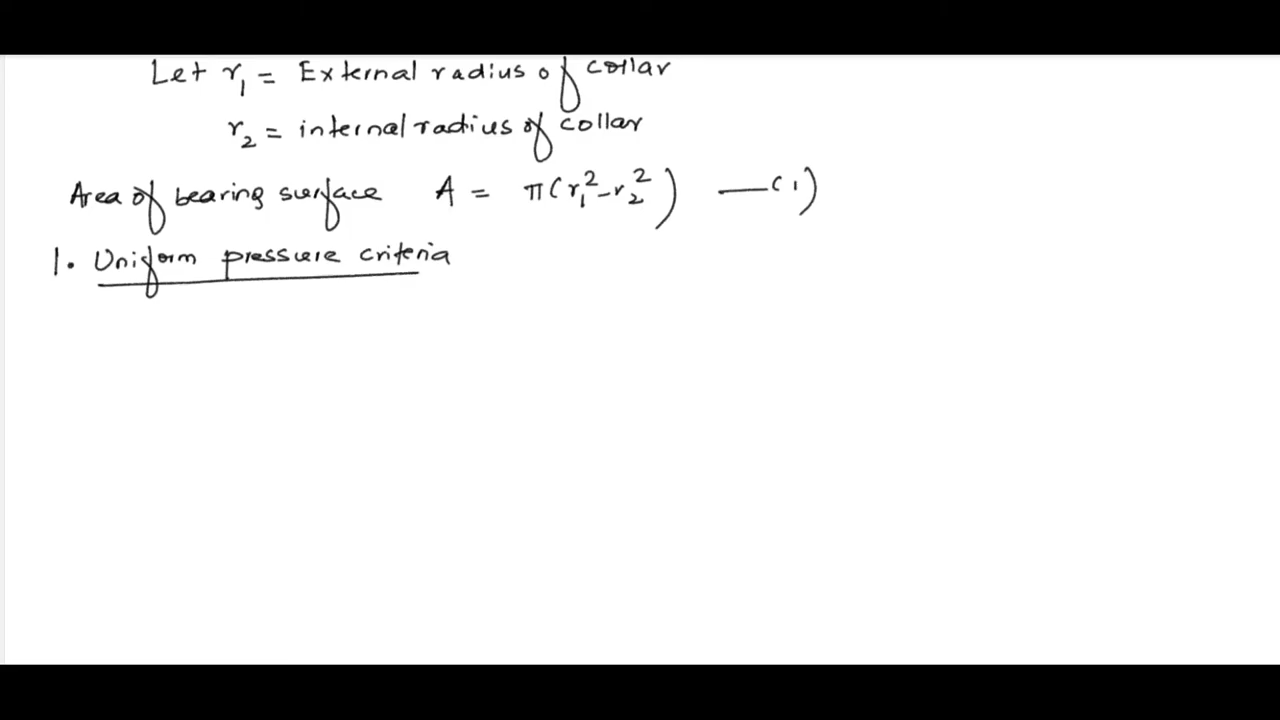 Let r₁ = External radius of collar
r₂ = internal radius of collar
Area of bearing surface A = π(r₁² - r₂²) —(1)
1. Uniform pressure criteria